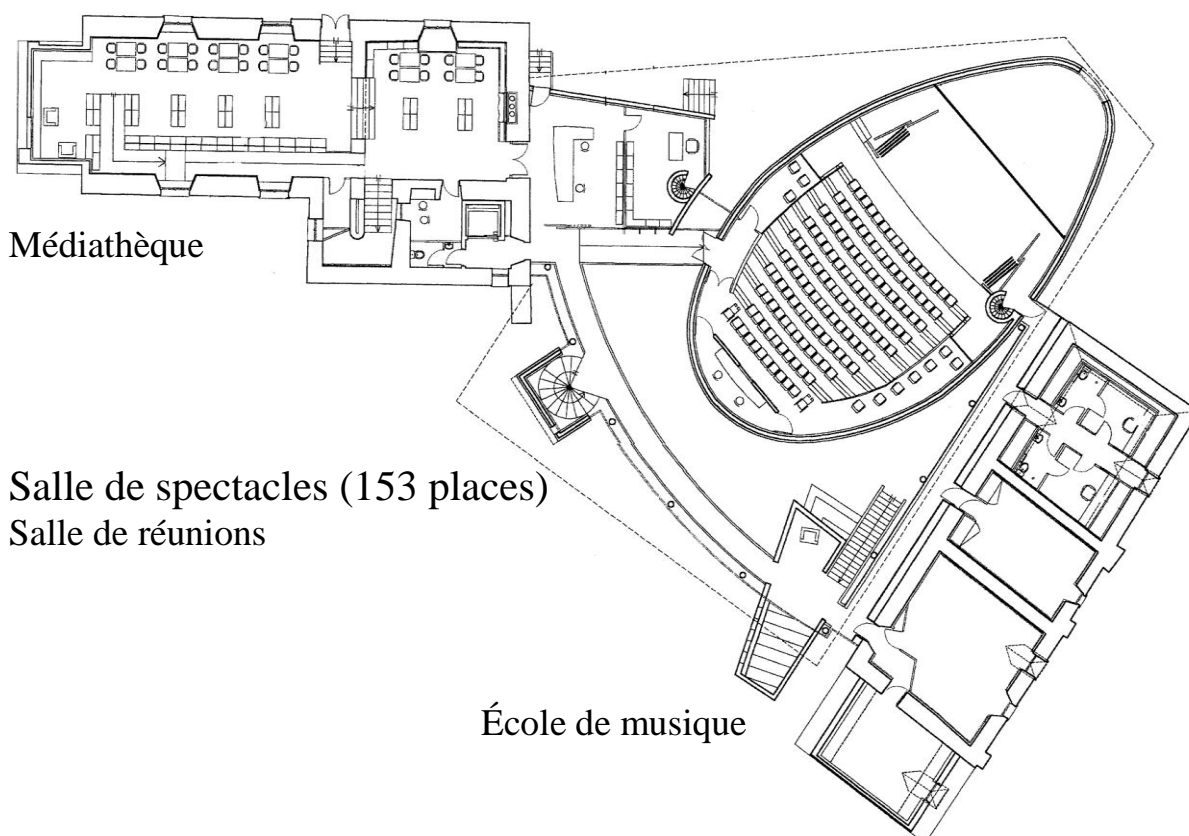 Médiathèque
Salle de spectacles (153 places)
Salle de réunions
École de musique